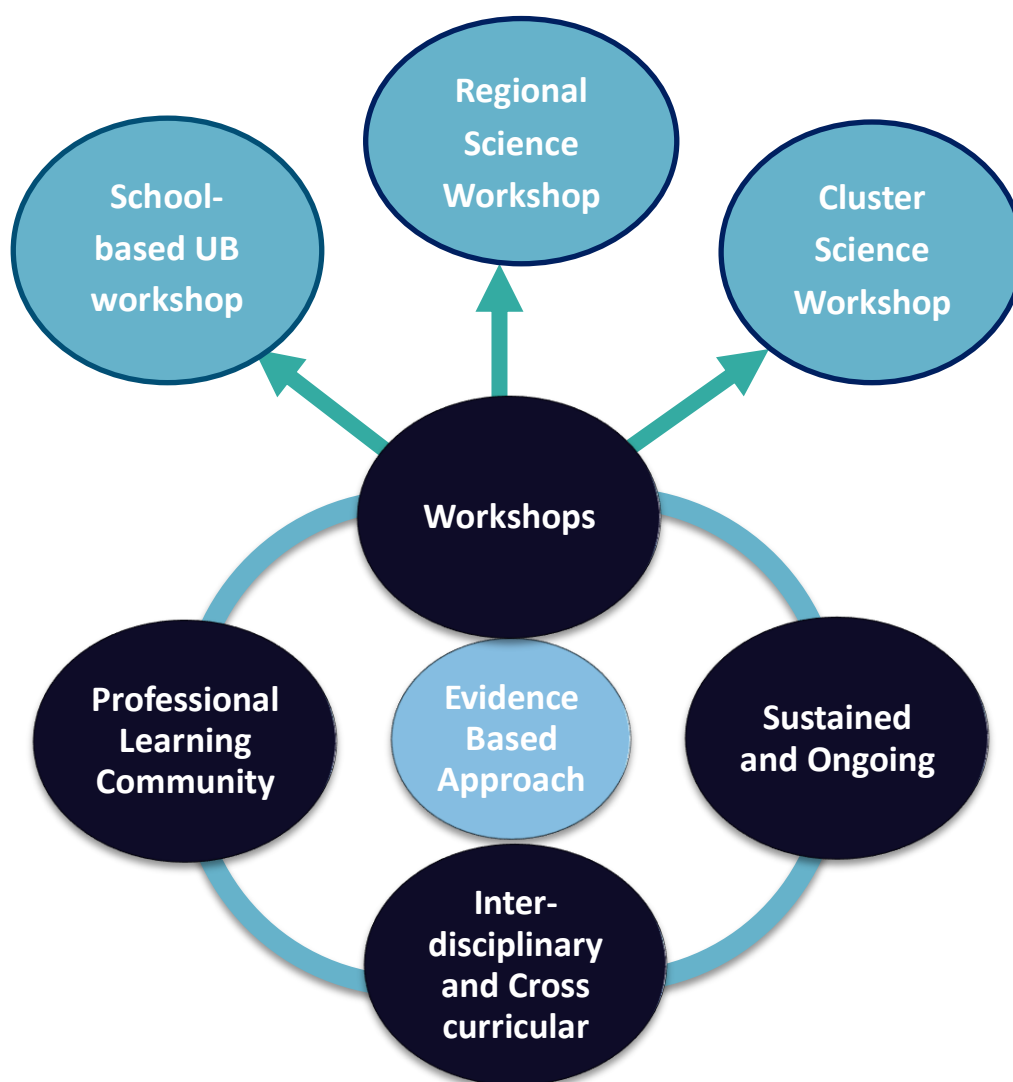 Regional
Science
Workshop
School-
based UB
workshop
Cluster
Science
Workshop
Workshops
Professional
Learning
Community
Evidence
Based
Approach
Sustained
and Ongoing
Inter-
disciplinary
and Cross
curricular